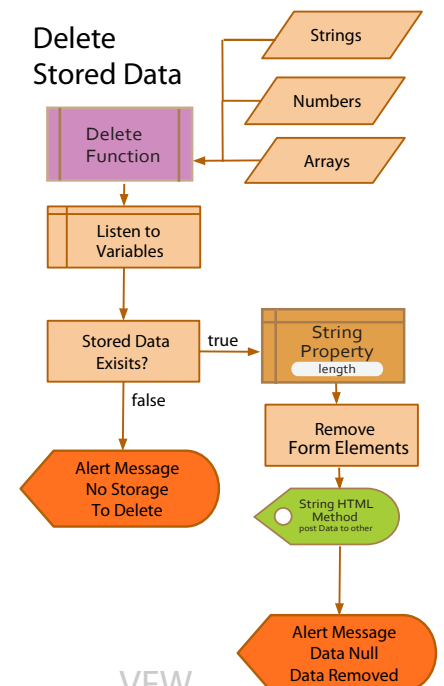 Delete
Stored Data
Strings
Numbers
Arrays
Delete
Function
Listen to
Variables
Stored Data
Exisits?
true
false
String
Property
length
Remove
Form Elements
Alert Message
No Storage
To Delete
String HTML
Method
post Data to other
Alert Message
Data Null
Data Removed
VFW